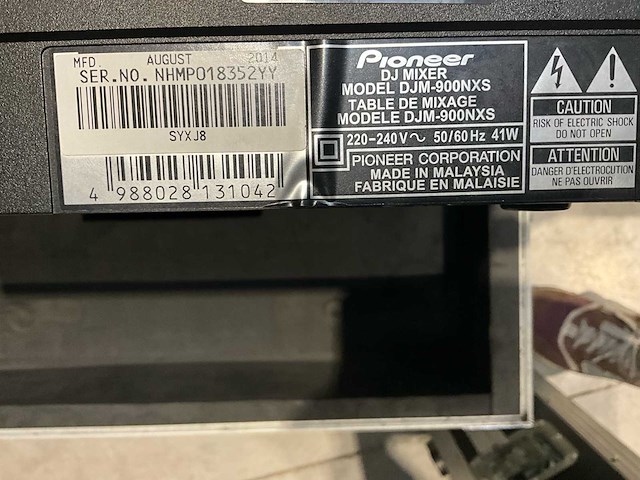 MFD. AUGUST 2014
SER.NO. NHMP018352YY
SYXJ8
4 988028 131042
Pioneer
DJ MIXER
MODEL DJM-900NXS
TABLE DE MIXAGE
MODELE DJM-900NXS
220-240V～ 50/60Hz 41W
PIONEER CORPORATION
MADE IN MALAYSIA
FABRIQUE EN MALAISIE
CAUTION
RISK OF ELECTRIC SHOCK
DO NOT OPEN
ATTENTION
DANGER D'ELECTROCUTION
NE PAS OUVRIR